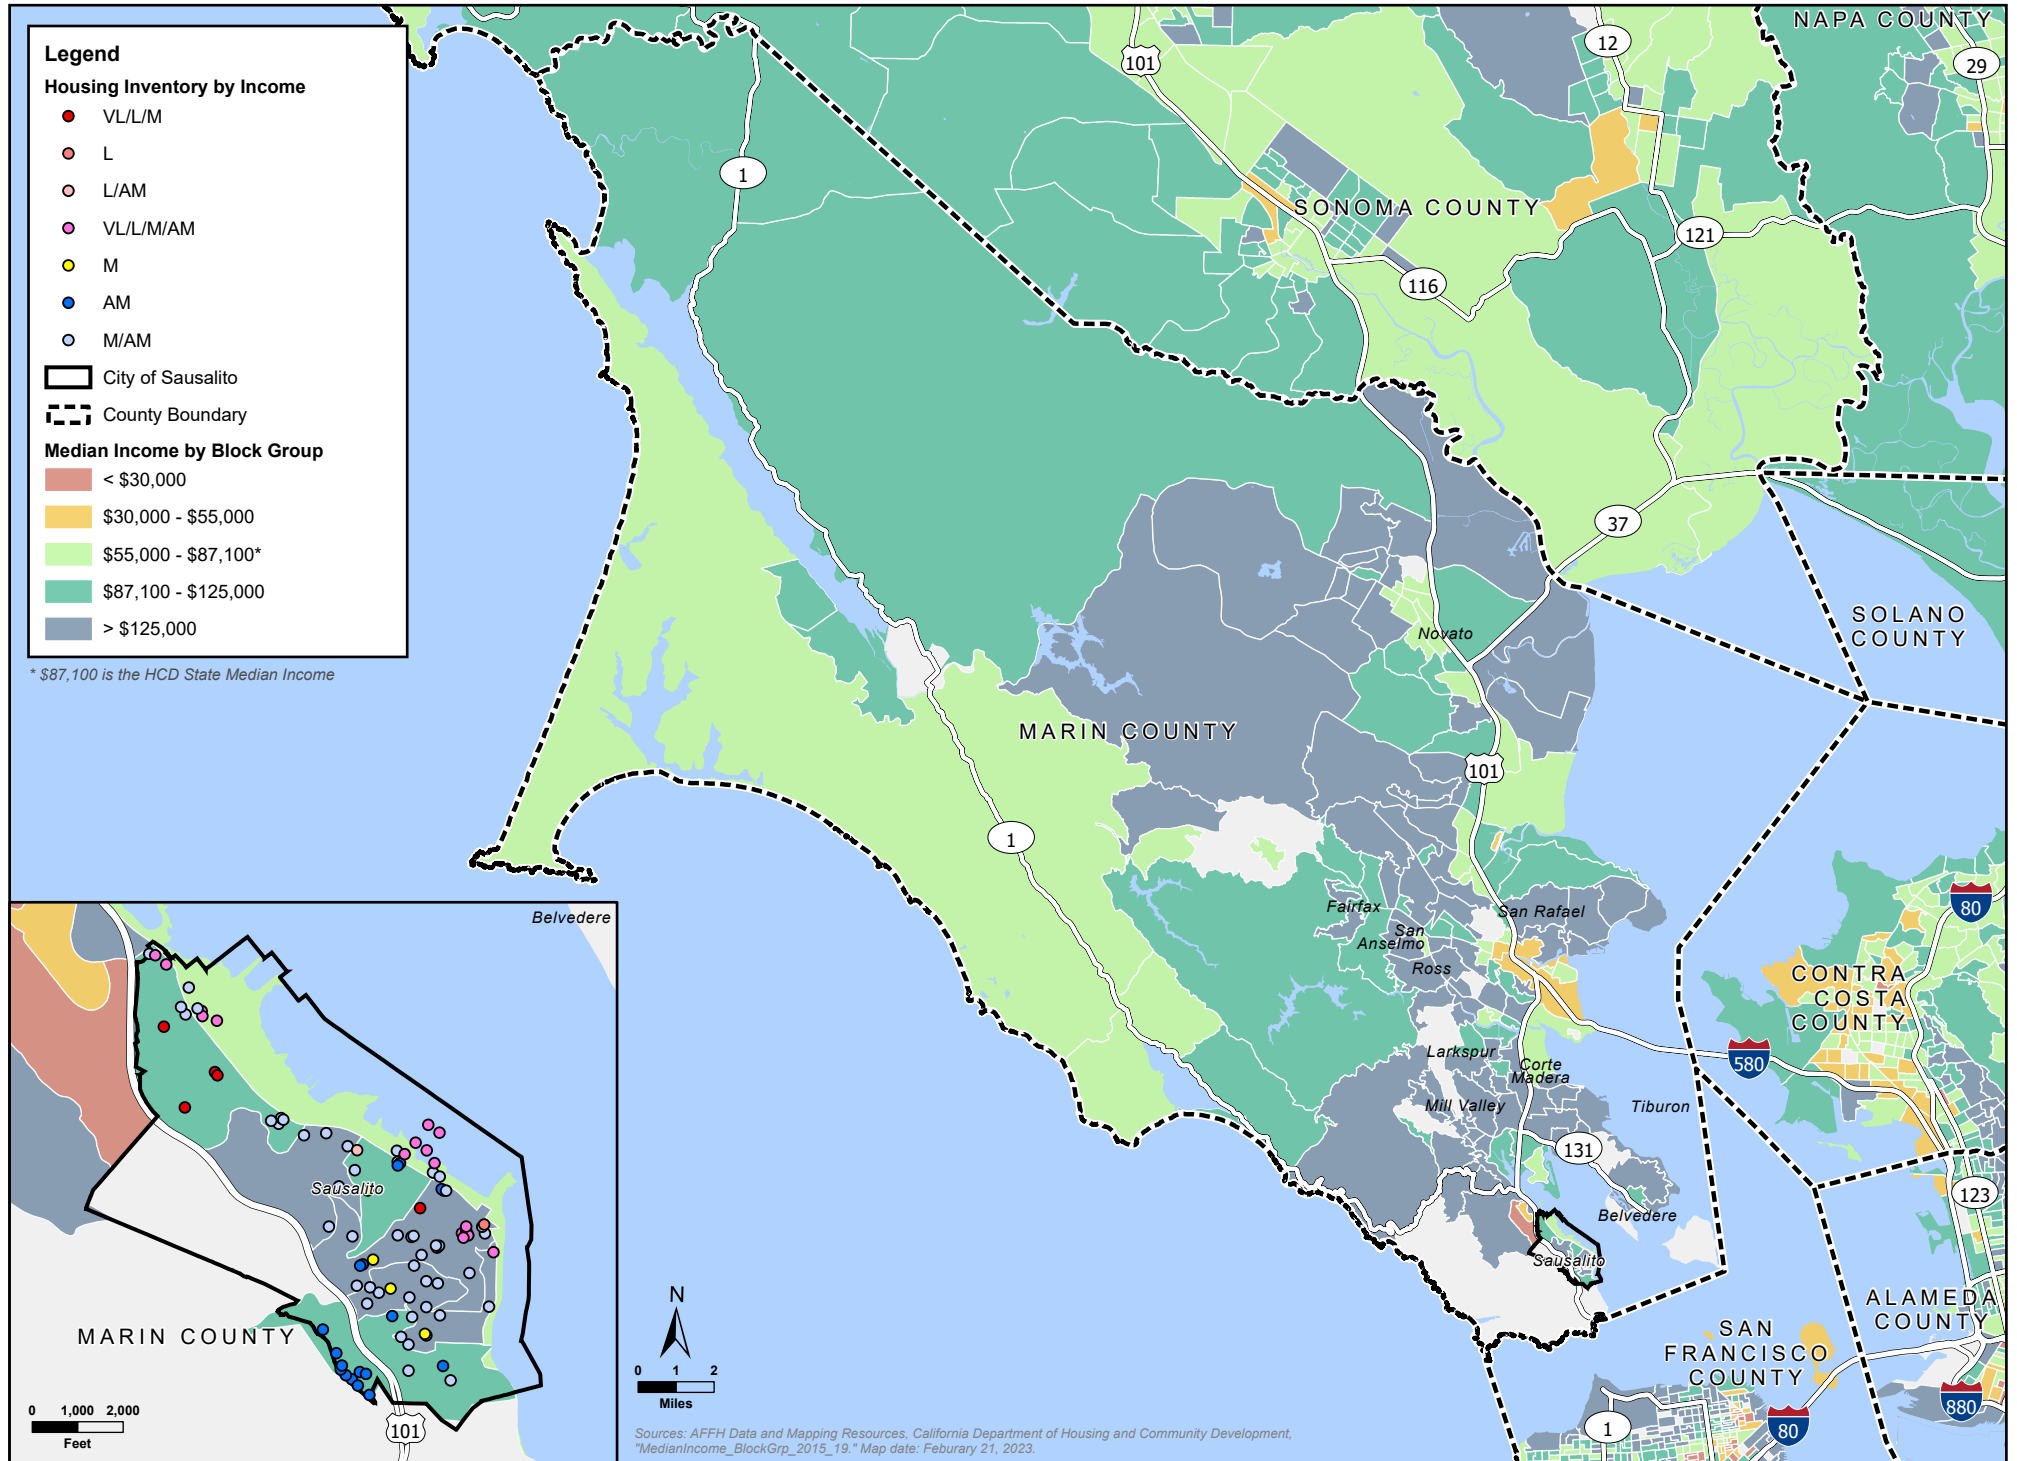 Legend
Housing Inventory by Income
VL/L/M
L
L/AM
VL/L/M/AM
M
AM
M/AM
City of Sausalito
County Boundary
Median Income by Block Group
< $30,000
$30,000 - $55,000
$55,000 - $87,100*
$87,100 - $125,000
> $125,000
* $87,100 is the HCD State Median Income
NAPA COUNTY
12
29
101
1
SONOMA COUNTY
121
116
37
SOLANO
COUNTY
Novato
MARIN COUNTY
101
1
80
Fairfax
San Rafael
San
Anselmo
Ross
CONTRA
COSTA
COUNTY
Larkspur
Corte
Madera
580
Mill Valley
Tiburon
131
123
Belvedere
Sausalito
ALAMEDA
COUNTY
SAN
FRANCISCO
COUNTY
880
80
1
Belvedere
Sausalito
MARIN COUNTY
101
0 1,000 2,000
Feet
N
0 1 2
Miles
Sources: AFFH Data and Mapping Resources, California Department of Housing and Community Development,
"MedianIncome_BlockGrp_2015_19." Map date: Feburary 21, 2023.